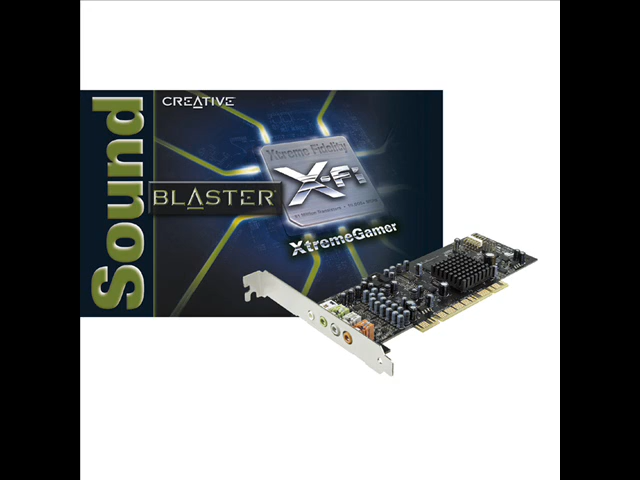 CREATIVE
Sound
BLASTER
Xtreme Fidelity
X-Fi
XtremeGamer